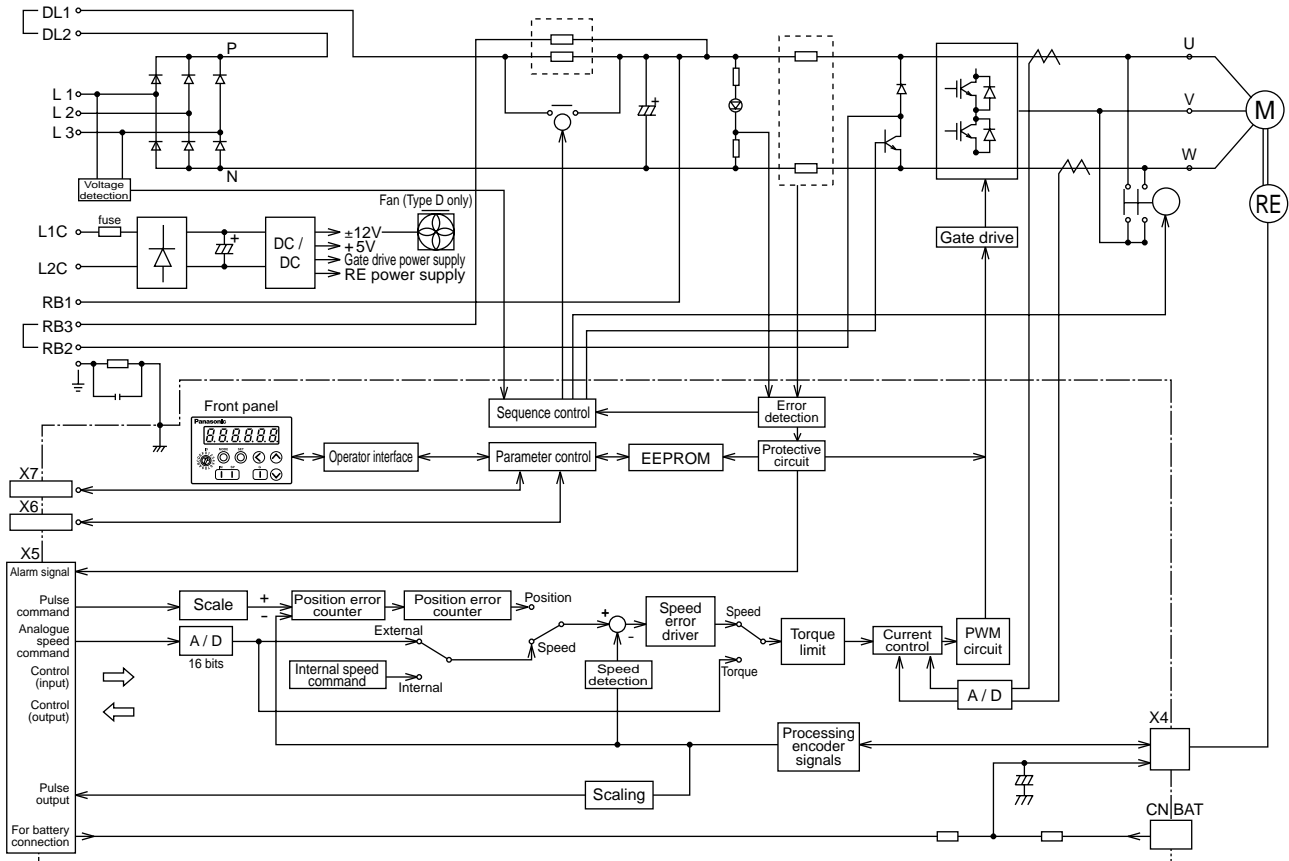 DL1
DL2
P
L 1
L 2
L 3
N
Voltage
detection
U
V
W
M
RE
Fan (Type D only)
L1C
fuse
L2C
DC /
DC
±12V
+5V
Gate drive power supply
RE power supply
Gate drive
RB1
RB3
RB2
Front panel
Panasonic
8.8.8.8.8.8.
Sequence control
Error
detection
Operator interface
Parameter control
EEPROM
Protective
circuit
X7
X6
X5
Alarm signal
Pulse
command
Scale
+
-
Position error
counter
Position error
counter
Position
Analogue
speed
command
A / D
16 bits
External
Internal speed
command
Internal
Speed
+
-
Speed
detection
Speed
error
driver
Speed
Torque
Torque
limit
Current
control
PWM
circuit
A / D
Control
(input)
Control
(output)
Processing
encoder
signals
X4
Pulse
output
Scaling
For battery
connection
CN BAT
+
+